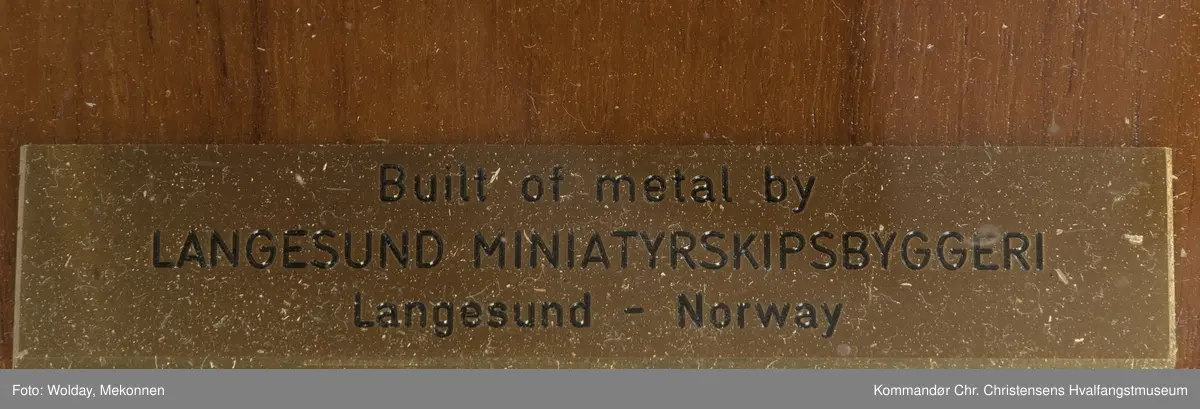 Built of metal by
LANGESUND MINIATYRSKIPSBYGGERI
Langesund - Norway
Foto: Wolday, Mekonnen
Kommandør Chr. Christensens Hvalfangstmuseum